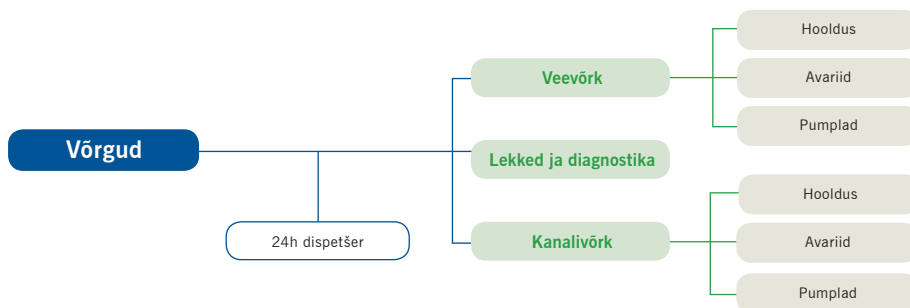 Võrgud
24h dispetšer
Veevõrk
Hooldus
Avariid
Pumplad
Lekked ja diagnostika
Kanalivõrk
Hooldus
Avariid
Pumplad